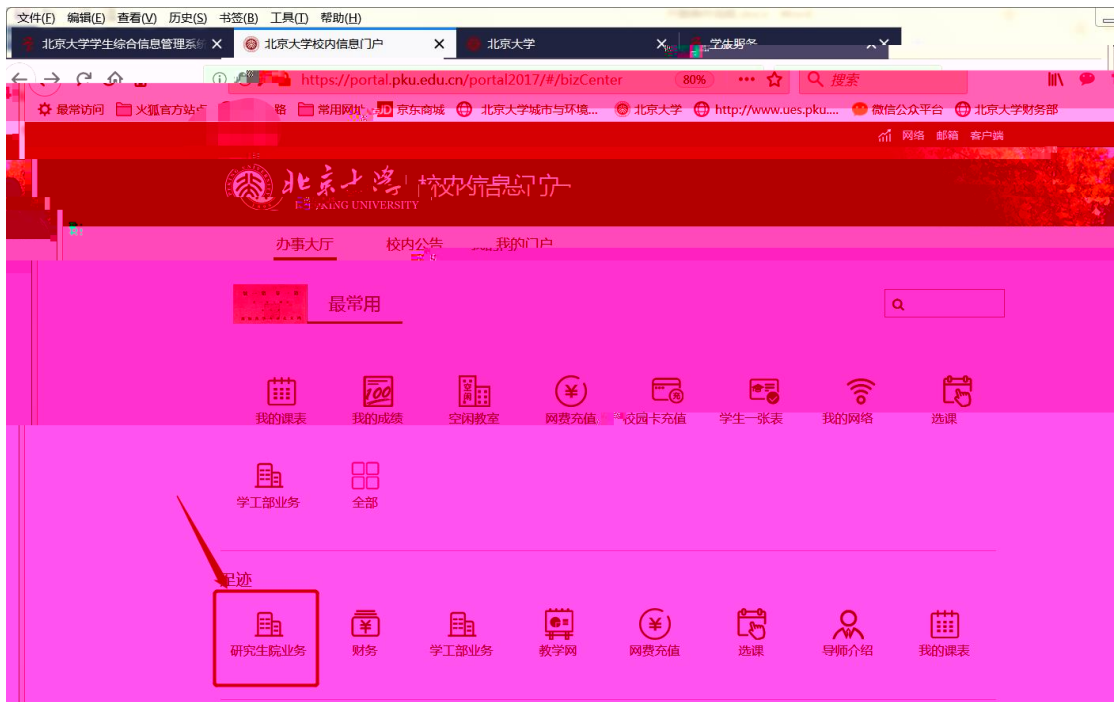 文件(F) 编辑(E) 查看(V) 历史(S) 书签(B) 工具(T) 帮助(H)
北京大学学生综合信息管理系统 北京大学校内信息门户 北京大学
https://portal.pku.edu.cn/portal2017/#/bizCenter 80% 搜索
最常访问 火狐官方站点 路 常用网址 JD 京东商城 北京大学城市与环境... 北京大学 http://www.ues.pku.... 微信公众平台 北京大学财务部
网络 邮箱 客户端
北京大学 校内信息门户
UNIVERSITY
办事大厅 校内公告 我的门户
最常用
我的课表 我的成绩 空闲教室 网费充值 校园卡充值 学生一张表 我的网络 选课
学工部业务 全部
足迹
研究生院业务 财务 学工部业务 教学网 网费充值 选课 导师介绍 我的课表